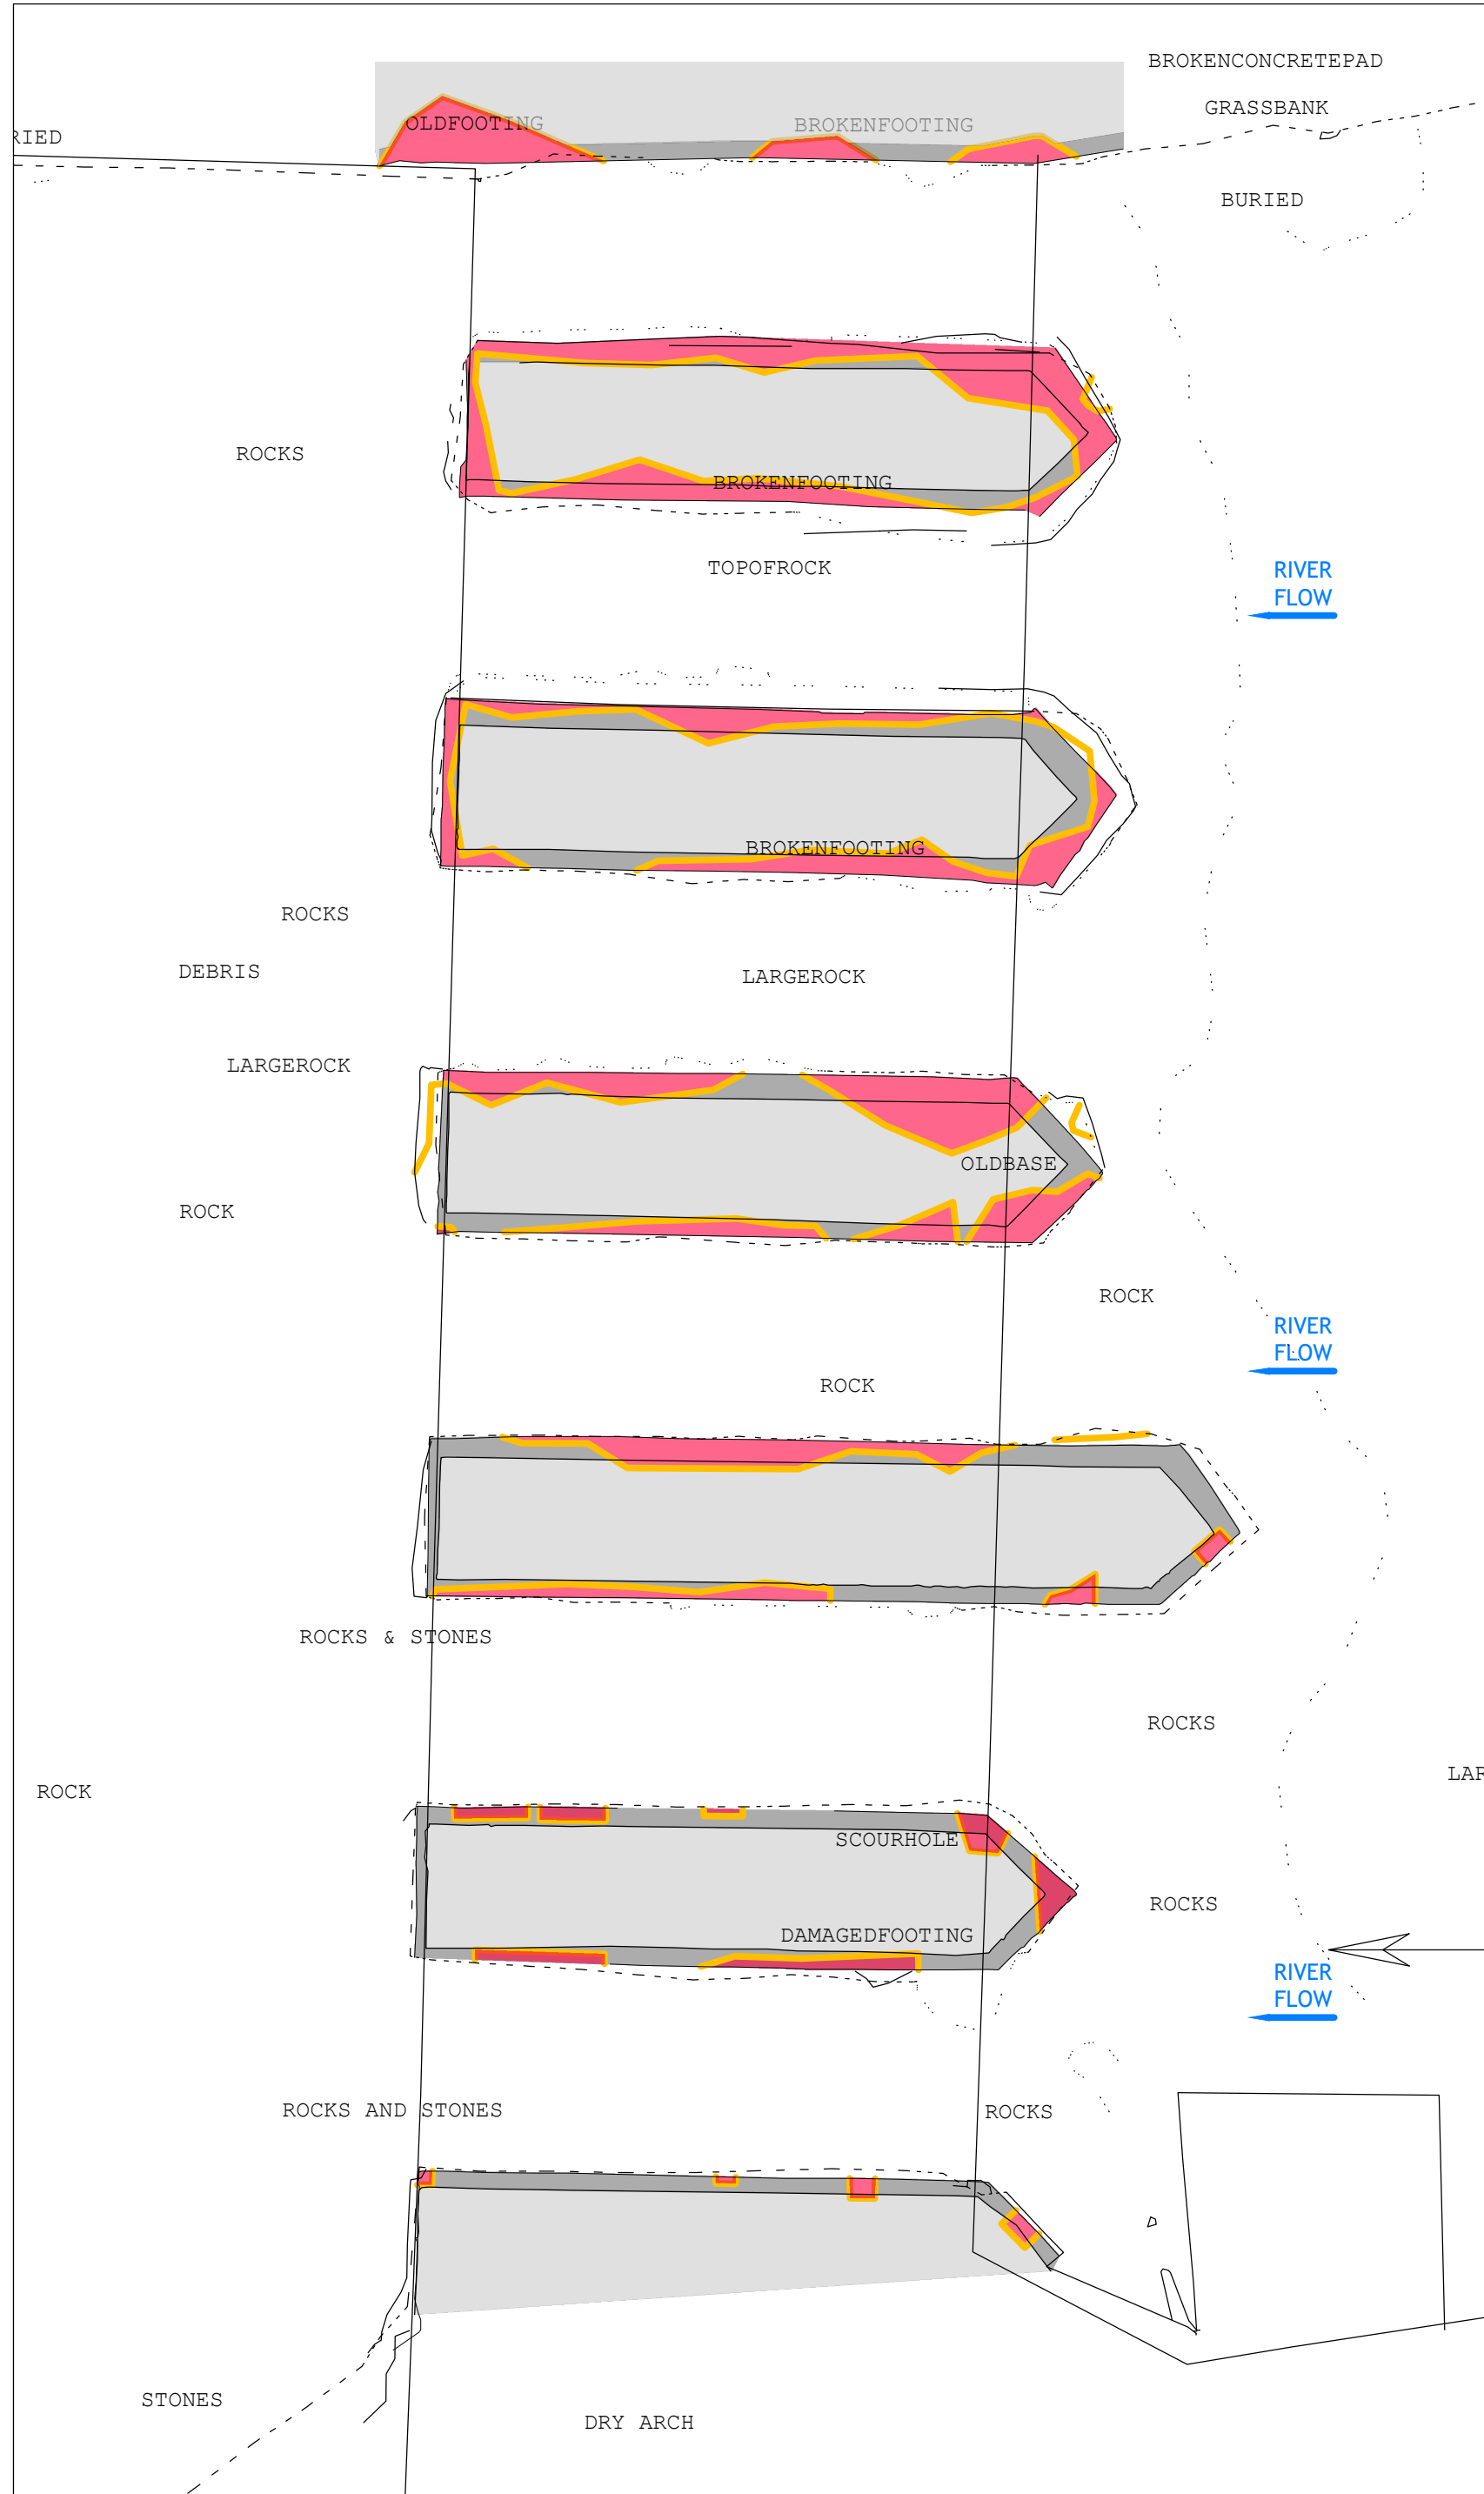 BROKENCONCRETEPAD
GRASSBANK
OLDFOOTING
BROKENFOOTING
RIED
BURIED
ROCKS
BROKENFOOTING
TOPOFROCK
RIVER
FLOW
BROKENFOOTING
ROCKS
DEBRIS
LARGEROCK
LARGEROCK
OLDBASE
ROCK
ROCK
RIVER
FLOW
ROCK
ROCKS & STONES
ROCKS
LAR
ROCK
SCOURHOLE
ROCKS
DAMAGEDFOOTING
RIVER
FLOW
ROCKS AND STONES
ROCKS
STONES
DRY ARCH